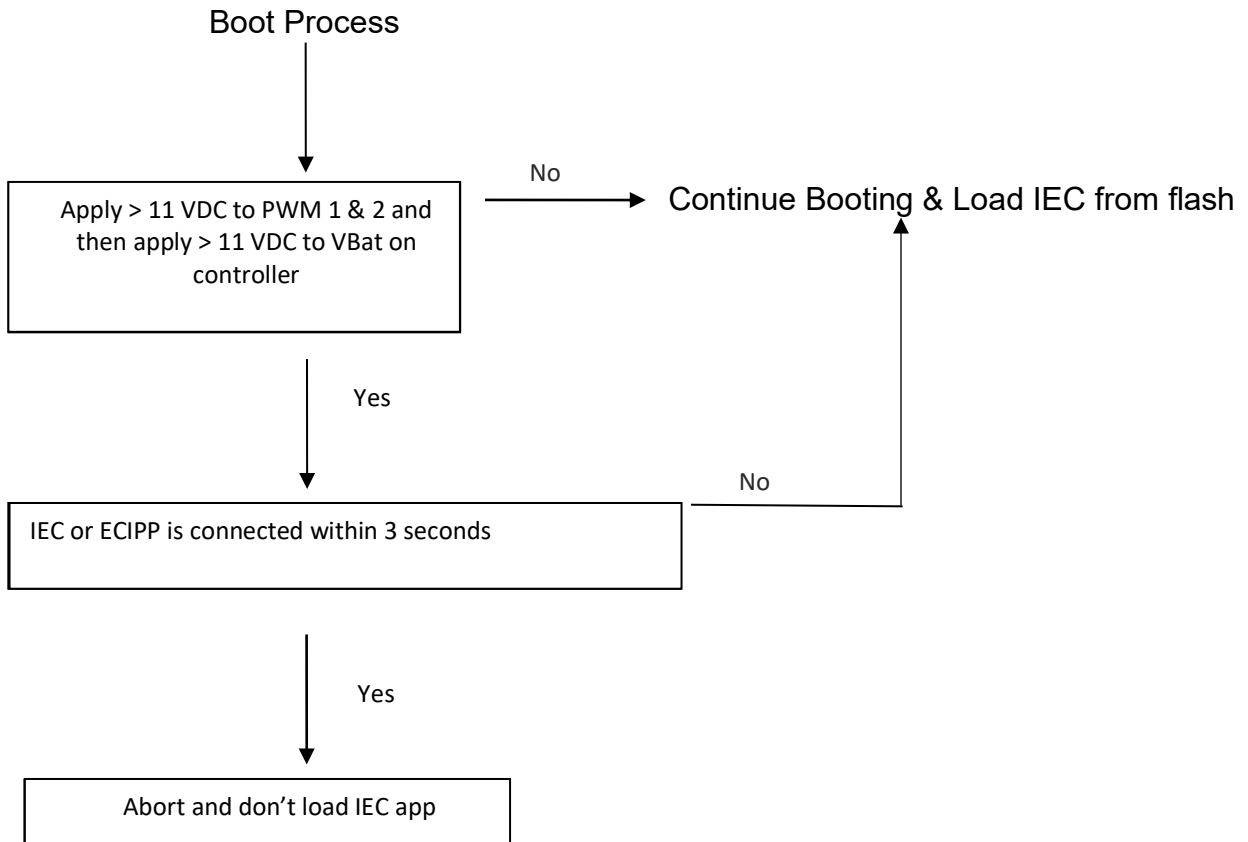 Boot Process
No
Continue Booting & Load IEC from flash
Apply > 11 VDC to PWM 1 & 2 and
then apply > 11 VDC to VBat on
controller
Yes
No
IEC or ECIPP is connected within 3 seconds
Yes
Abort and don’t load IEC app